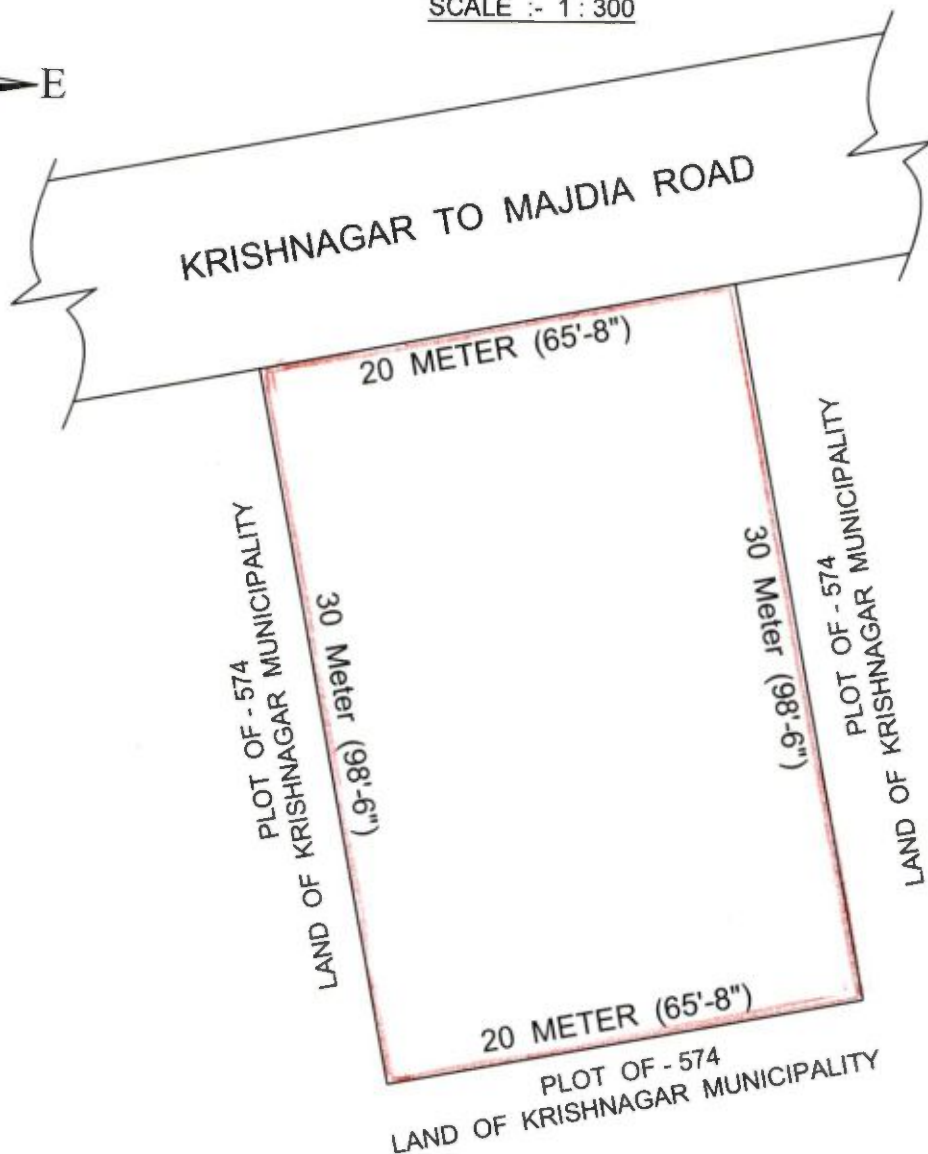 SCALE :- 1 : 300
E
KRISHNAGAR TO MAJDIA ROAD
20 METER (65'-8")
PLOT OF - 574
LAND OF KRISHNAGAR MUNICIPALITY
30 Meter (98'-6")
30 Meter (98'-6")
PLOT OF - 574
LAND OF KRISHNAGAR MUNICIPALITY
20 METER (65'-8")
PLOT OF - 574
LAND OF KRISHNAGAR MUNICIPALITY